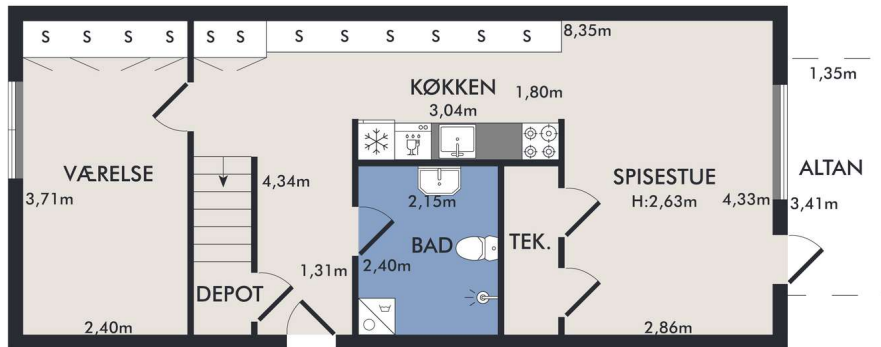 S S S S S S S S S S S S
8,35m
1,35m
KØKKEN
1,80m
3,04m
VÆRELSE
3,71m
4,34m
SPISESTUE
H:2,63m
4,33m
ALTAN
3,41m
2,15m
BAD
2,40m
TEK.
1,31m
DEPOT
2,40m
2,86m